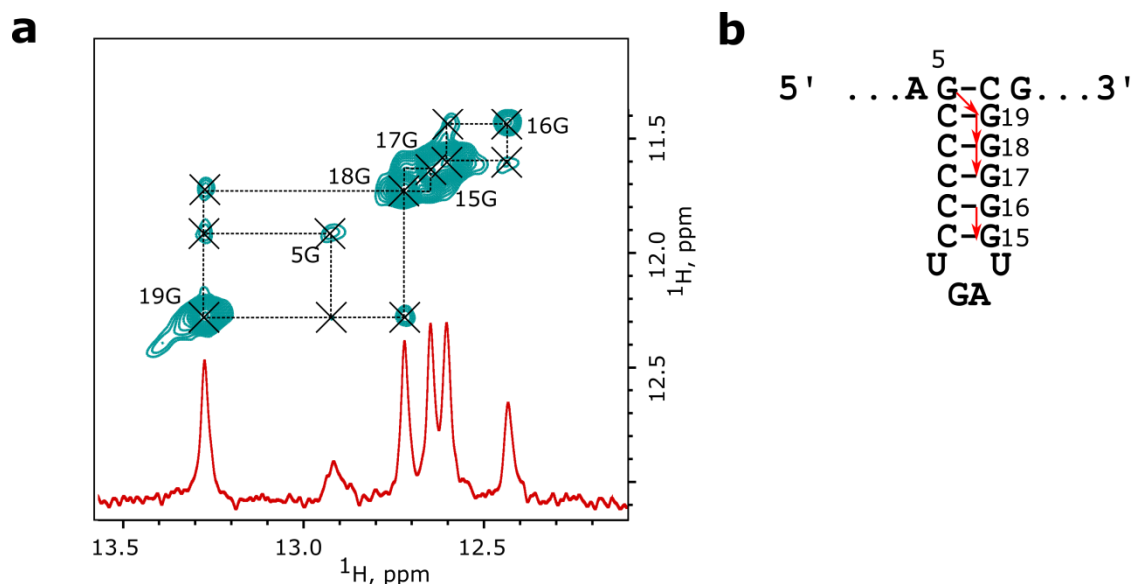 a
17G
16G
18G
15G
5G
19G
11.5
12.0
12.5
¹H, ppm
13.5
13.0
12.5
¹H, ppm
b
5
5' ...A G-C G...3'
C-G19
C-G18
C-G17
C-G16
C-G15
U U
GA